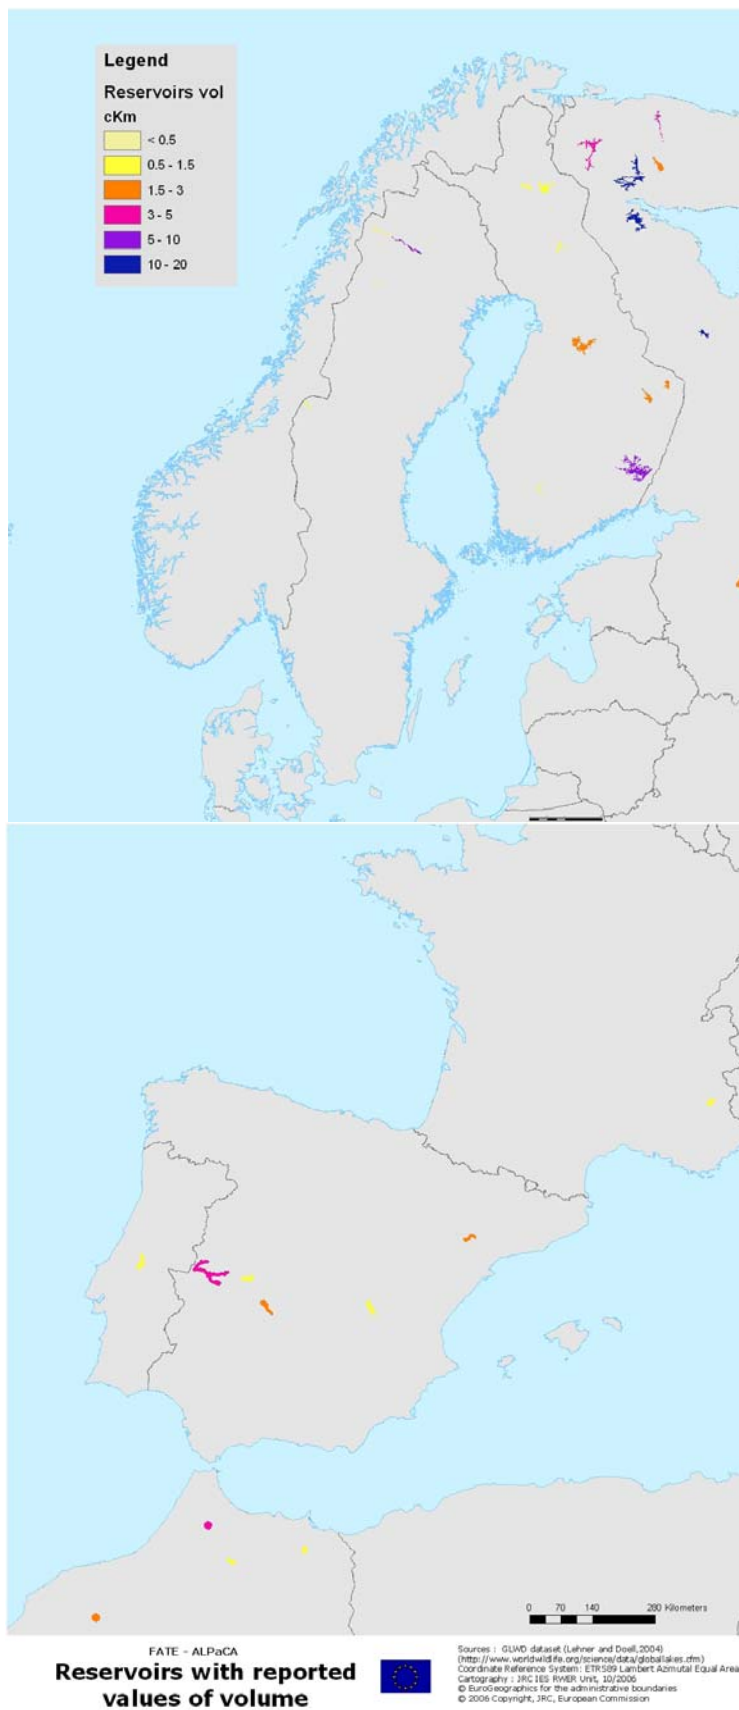 Legend
Reservoirs vol
cKm
< 0.5
0.5 - 1.5
1.5 - 3
3 - 5
5 - 10
10 - 20
0 70 140 280 Kilometers
FATE - ALPaCA
Reservoirs with reported
values of volume
Sources : GLWD dataset (Lehner and Doell,2004)
(http://www.worldwildlife.org/science/data/globallakes.cfm)
Coordinate Reference System: ETRS89 Lambert Azimutal Equal Area
Cartography : JRC IES RWER Unit, 10/2006
© EuroGeographics for the administrative boundaries
© 2006 Copyright, JRC, European Commission